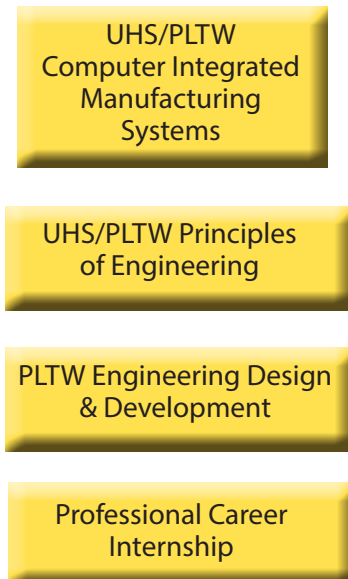 UHS/PLTW
Computer Integrated
Manufacturing
Systems
UHS/PLTW Principles
of Engineering
PLTW Engineering Design
& Development
Professional Career
Internship